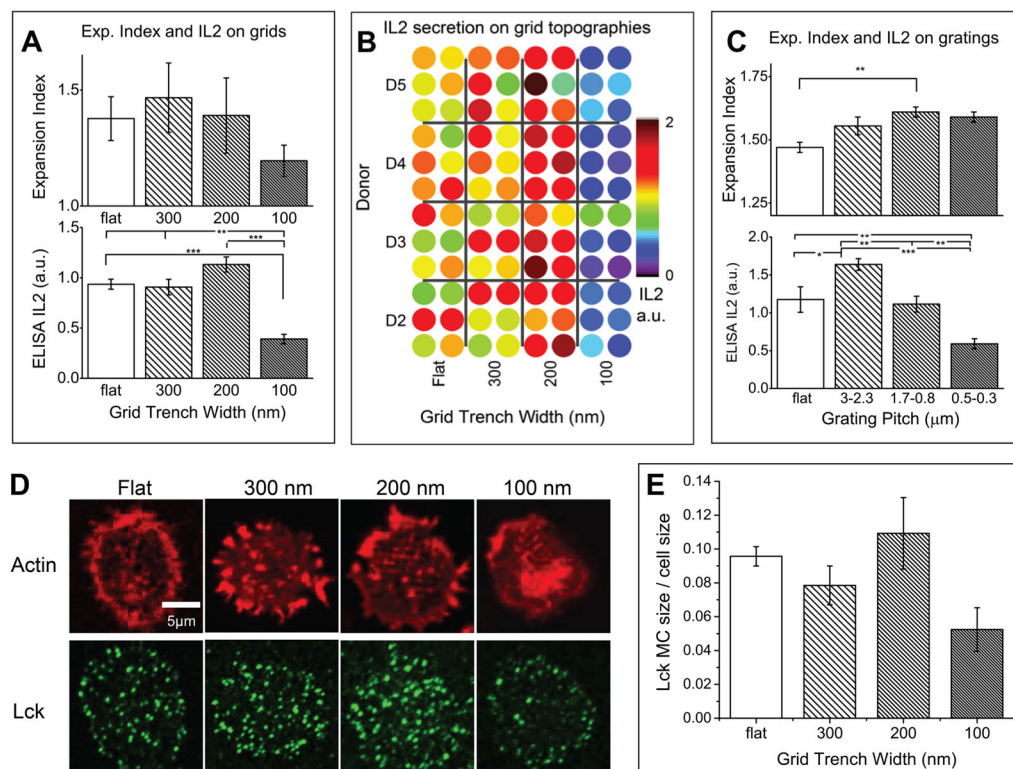 A
Exp. Index and IL2 on grids
Expansion Index
1.5
1.0
flat 300 200 100
ELISA IL2 (a.u.)
1.5
1.0
0.5
0.0
**
***
***
flat 300 200 100
Grid Trench Width (nm)
B
IL2 secretion on grid topographies
Donor
D5
D4
D3
D2
2
0
IL2
a.u.
Flat 300 200 100
Grid Trench Width (nm)
C
Exp. Index and IL2 on gratings
Expansion Index
1.75
1.50
1.25
**
ELISA IL2 (a.u.)
2.0
1.5
1.0
0.5
0.0
**
** **
* ***
flat 3-2.3 1.7-0.8 0.5-0.3
Grating Pitch (μm)
D
Flat 300 nm 200 nm 100 nm
Actin
5μm
Lck
E
Lck MC size / cell size
0.14
0.12
0.10
0.08
0.06
0.04
0.02
0.00
flat 300 200 100
Grid Trench Width (nm)